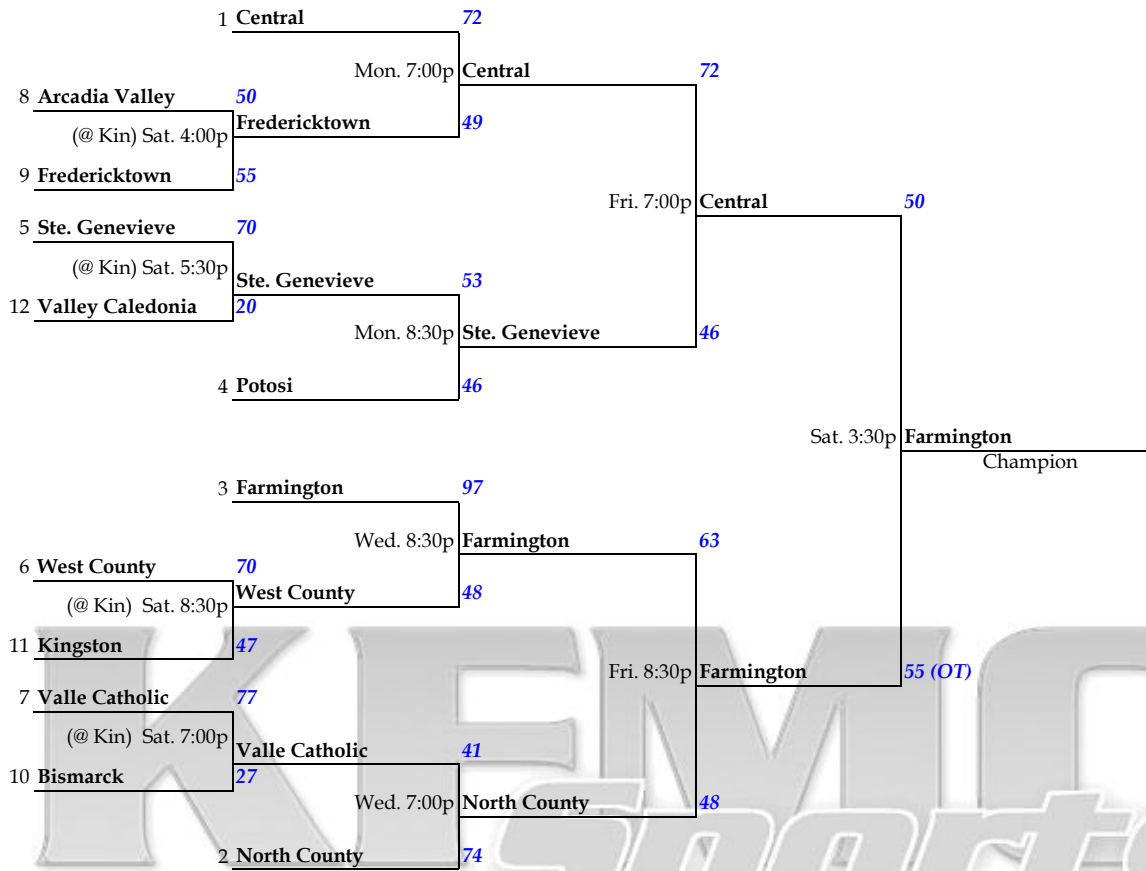 1 Central 72
Mon. 7:00p Central 72
8 Arcadia Valley 50
(@ Kin) Sat. 4:00p Fredericktown 49
9 Fredericktown 55
Fri. 7:00p Central 50
5 Ste. Genevieve 70
(@ Kin) Sat. 5:30p
Ste. Genevieve 53
12 Valley Caledonia 20
Mon. 8:30p Ste. Genevieve 46
4 Potosi 46
Sat. 3:30p Farmington
Champion
3 Farmington 97
Wed. 8:30p Farmington 63
6 West County 70
(@ Kin) Sat. 8:30p West County 48
11 Kingston 47
Fri. 8:30p Farmington 55 (OT)
7 Valle Catholic 77
(@ Kin) Sat. 7:00p
Valle Catholic 41
10 Bismarck 27
Wed. 7:00p North County 48
2 North County 74
KFMO
Sports